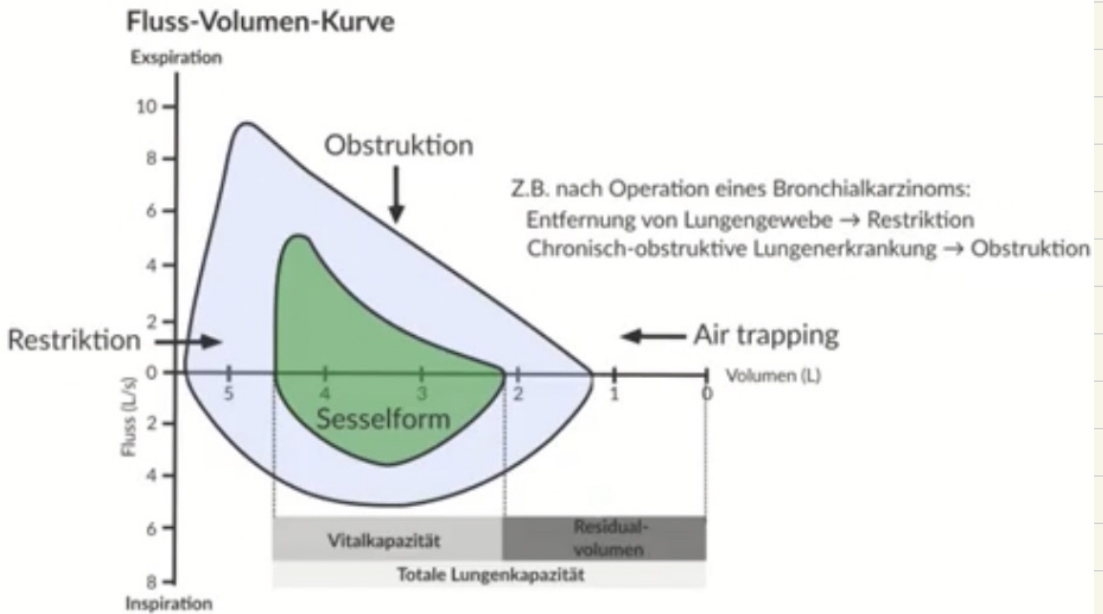 Fluss-Volumen-Kurve
Exspiration
10
8
6
4
2
0
2
4
6
8
Inspiration
Fluss (L/s)
Obstruktion
Z.B. nach Operation eines Bronchialkarzinoms:
Entfernung von Lungengewebe → Restriktion
Chronisch-obstruktive Lungenerkrankung → Obstruktion
Restriktion
Air trapping
Volumen (L)
5
4
3
2
1
0
Sesselform
Vitalkapazität
Residual-
volumen
Totale Lungenkapazität